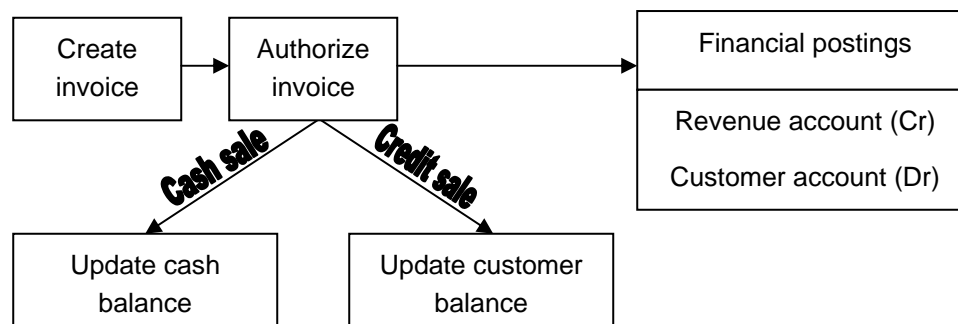 Create
invoice
Authorize
invoice
Financial postings
Revenue account (Cr)
Customer account (Dr)
Cash sale
Credit sale
Update cash
balance
Update customer
balance